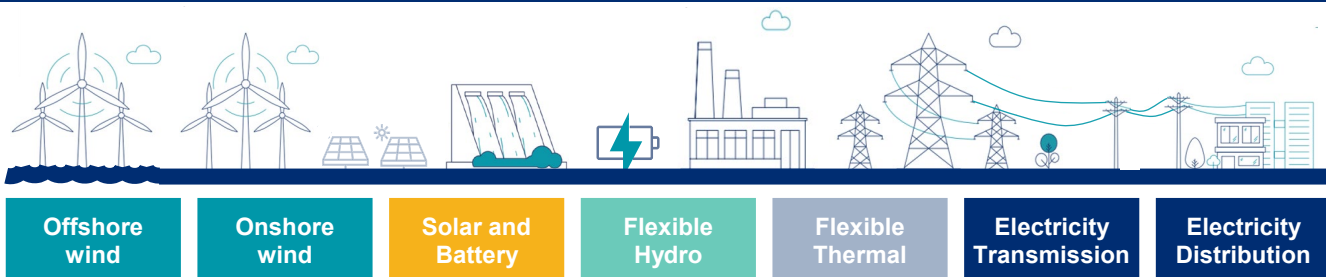 Offshore
wind
Onshore
wind
Solar and
Battery
Flexible
Hydro
Flexible
Thermal
Electricity
Transmission
Electricity
Distribution